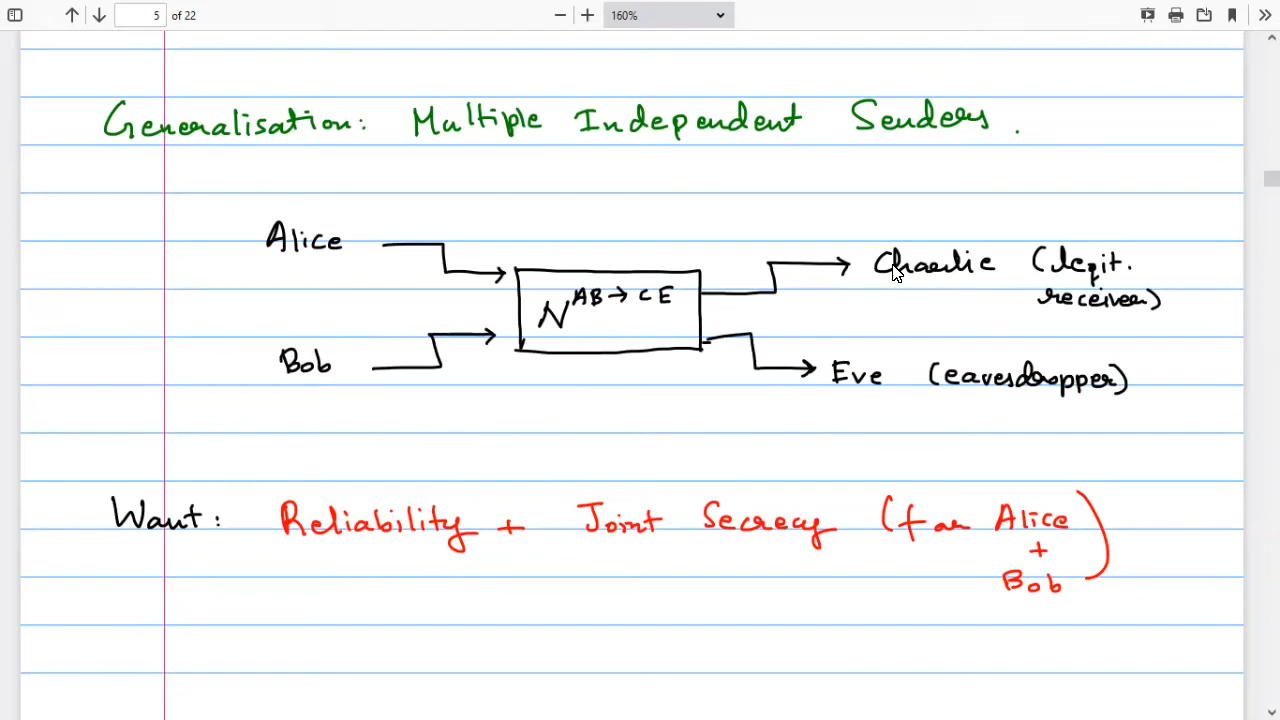 5 of 22
160%
Generalisation: Multiple Independent Senders.
Alice
Bob
N^{AB→CE}
Charlie (legit. receiver)
Eve (eavesdropper)
Want: Reliability + Joint Secrecy (for Alice
+
Bob)